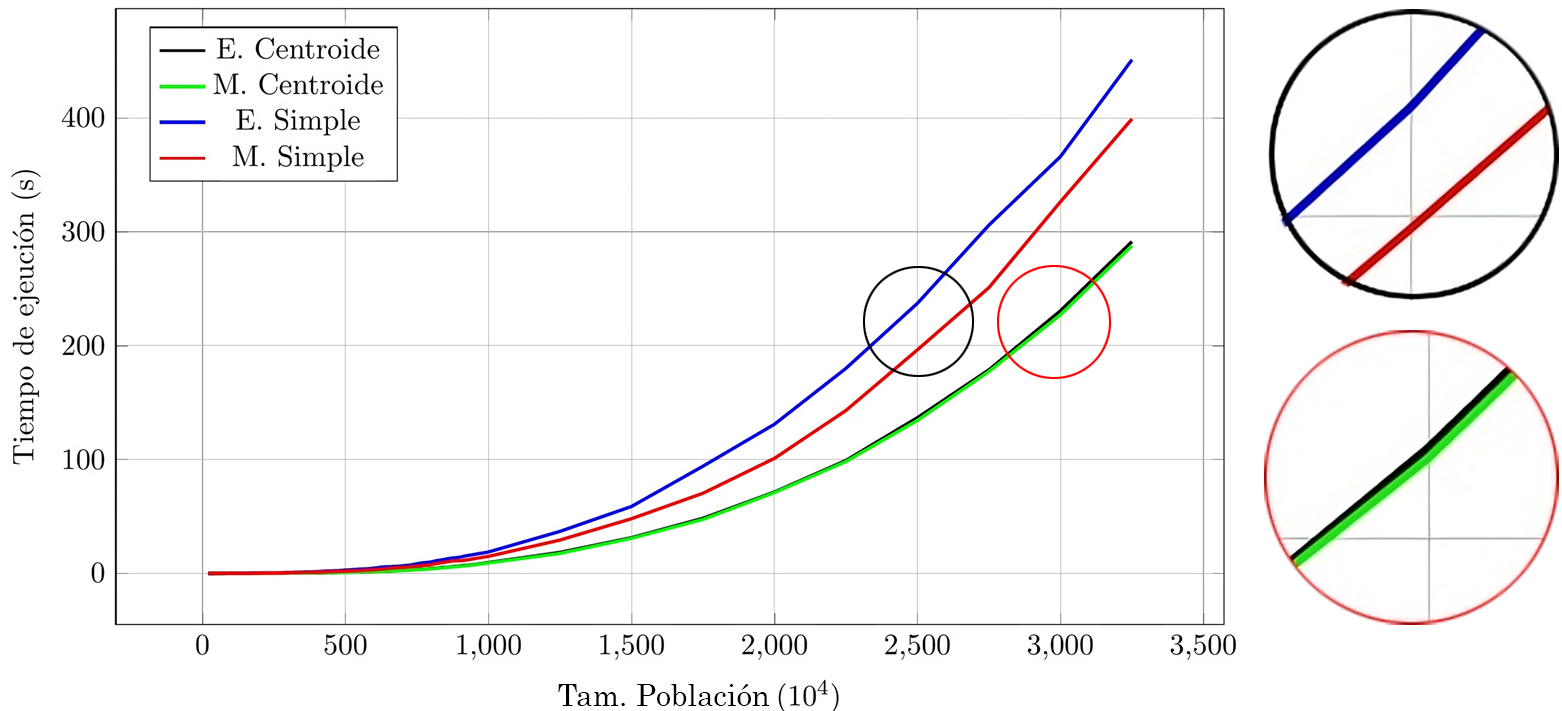 E. Centroide
M. Centroide
E. Simple
M. Simple
Tiempo de ejeución (s)
400
300
200
100
0
0 500 1,000 1,500 2,000 2,500 3,000 3,500
Tam. Población (10⁴)